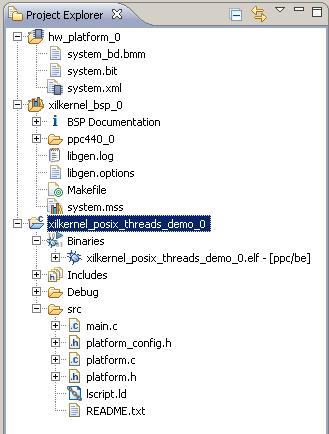 Project Explorer
hw_platform_0
system_bd.bmm
system.bit
system.xml
xilkernel_bsp_0
BSP Documentation
ppc440_0
libgen.log
libgen.options
Makefile
system.mss
xilkernel_posix_threads_demo_0
Binaries
xilkernel_posix_threads_demo_0.elf - [ppc/be]
Includes
Debug
src
main.c
platform_config.h
platform.c
platform.h
lscript.ld
README.txt